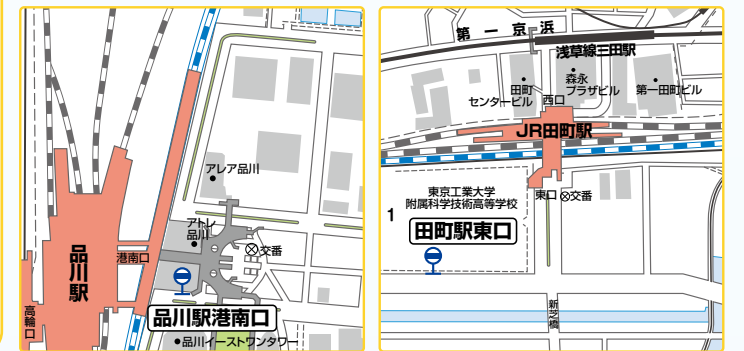 アレア品川
アトレ
品川
交番
港南口
品川駅
高輪口
品川駅港南口
品川イーストワンタワー
第一京浜
浅草線三田駅
森永
プラザビル
田町
センタービル
第一田町ビル
西口
JR田町駅
東京工業大学
附属科学技術高等学校
東口
交番
1
田町駅東口
新芝橋